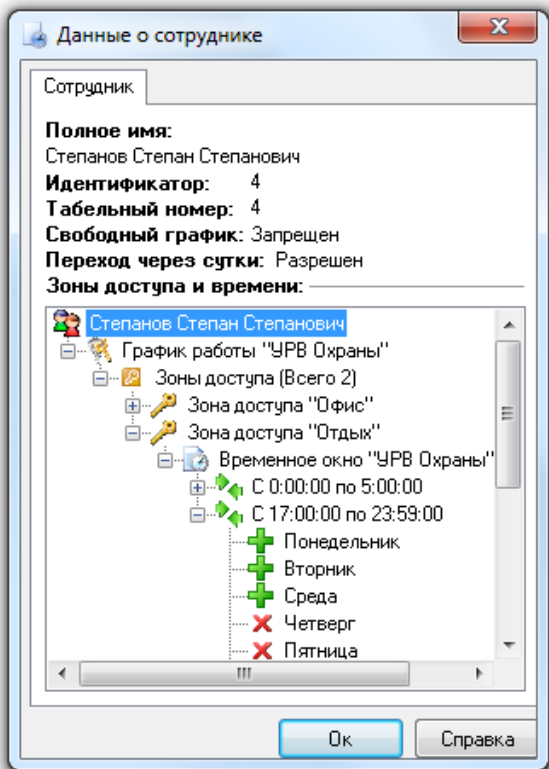 Данные о сотруднике
Сотрудник
Полное имя:
Степанов Степан Степанович
Идентификатор: 4
Табельный номер: 4
Свободный график: Запрещен
Переход через сутки: Разрешен
Зоны доступа и времени:
Степанов Степан Степанович
График работы "УРВ Охраны"
Зоны доступа (Всего 2)
Зона доступа "Офис"
Зона доступа "Отдых"
Временное окно "УРВ Охраны"
С 0:00:00 по 5:00:00
С 17:00:00 по 23:59:00
Понедельник
Вторник
Среда
Четверг
Пятница
Ок Справка